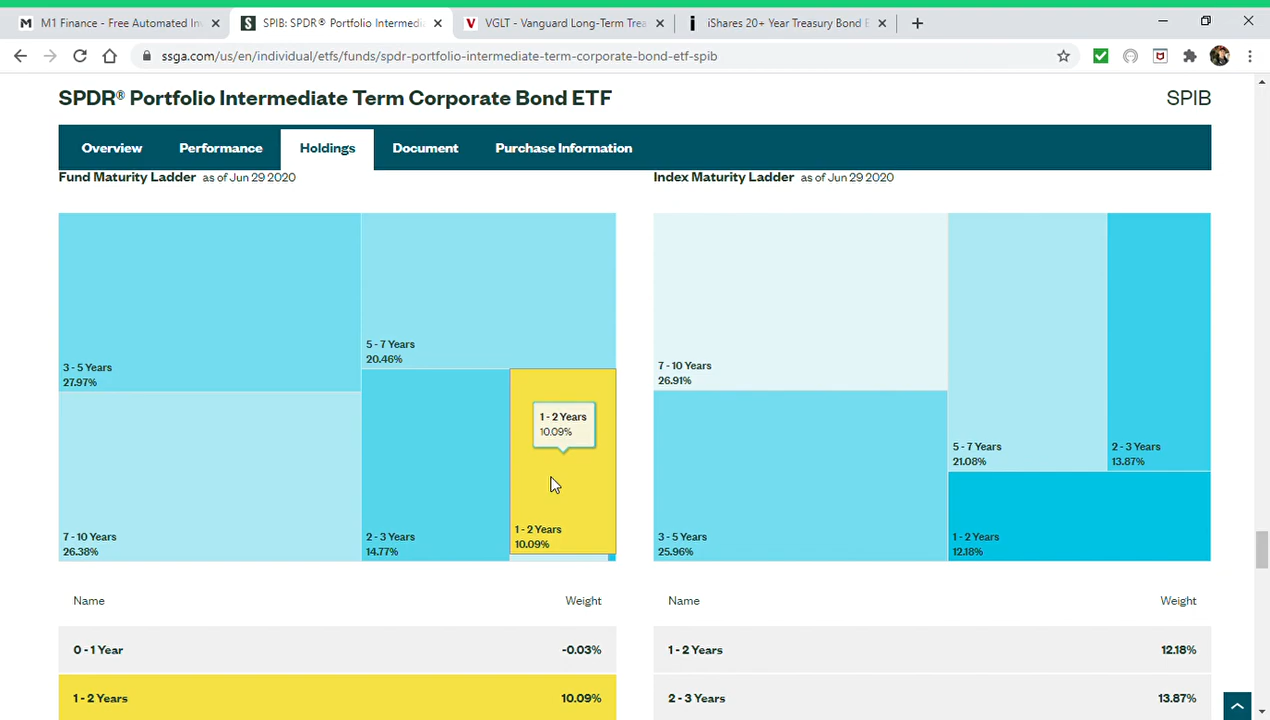 M1 Finance - Free Automated In
SPIB: SPDR® Portfolio Intermedi
VGLT - Vanguard Long-Term Trea
iShares 20+ Year Treasury Bond E
ssga.com/us/en/individual/etfs/funds/spdr-portfolio-intermediate-term-corporate-bond-etf-spib
SPDR® Portfolio Intermediate Term Corporate Bond ETF
SPIB
Overview
Performance
Holdings
Document
Purchase Information
Fund Maturity Ladder as of Jun 29 2020
Index Maturity Ladder as of Jun 29 2020
3 - 5 Years
27.97%
5 - 7 Years
20.46%
7 - 10 Years
26.38%
2 - 3 Years
14.77%
1 - 2 Years
10.09%
1 - 2 Years
10.09%
7 - 10 Years
26.91%
5 - 7 Years
21.08%
2 - 3 Years
13.87%
3 - 5 Years
25.96%
1 - 2 Years
12.18%
Name Weight
0 - 1 Year -0.03%
1 - 2 Years 10.09%
Name Weight
1 - 2 Years 12.18%
2 - 3 Years 13.87%